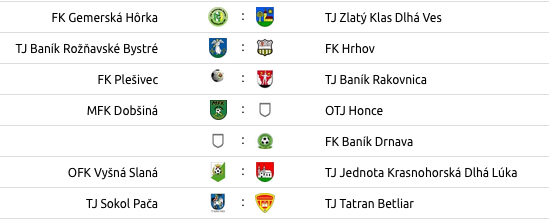 FK Gemerská Hôrka : TJ Zlatý Klas Dlhá Ves
TJ Baník Rožňavské Bystré : FK Hrhov
FK Plešivec : TJ Baník Rakovnica
MFK Dobšiná : OTJ Honce
: FK Baník Drnava
OFK Vyšná Slaná : TJ Jednota Krasnohorská Dlhá Lúka
TJ Sokol Pača : TJ Tatran Betliar